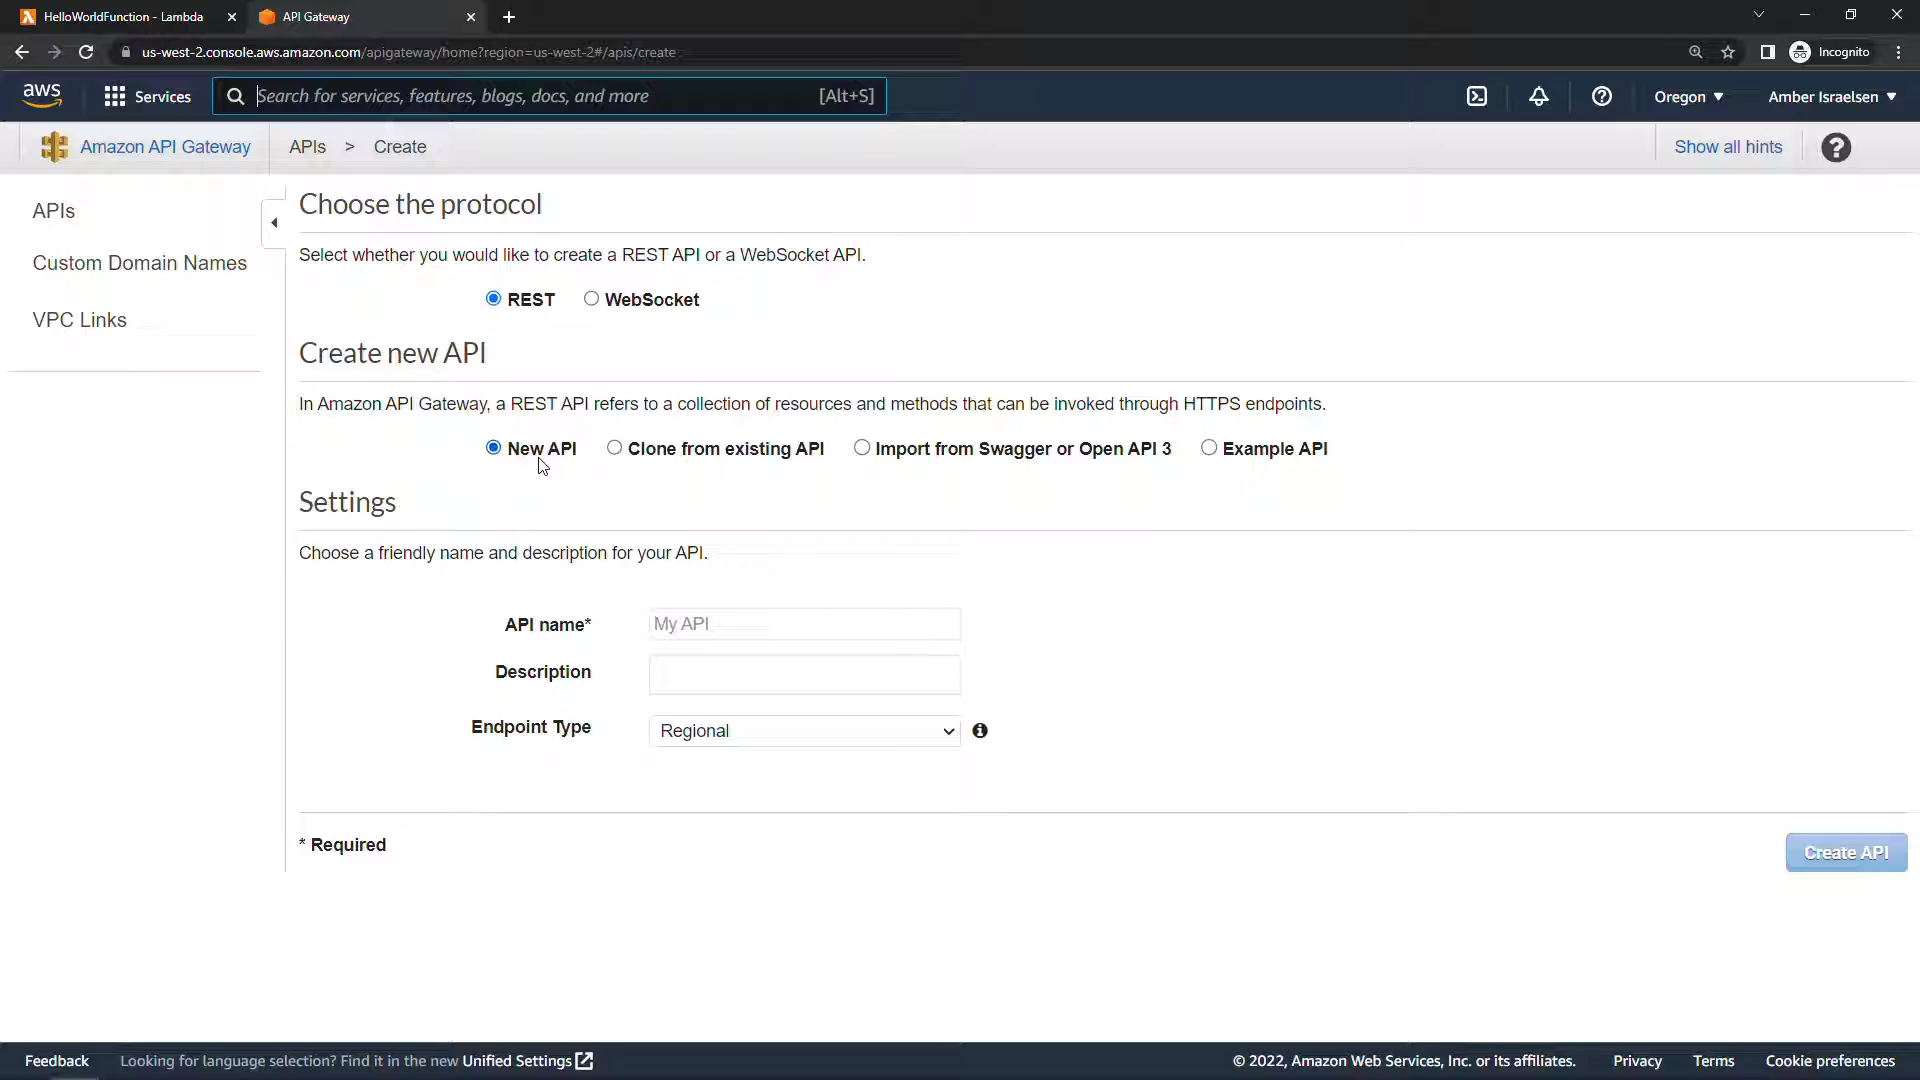 HelloWorldFunction - Lambda
API Gateway
us-west-2.console.aws.amazon.com/apigateway/home?region=us-west-2#/apis/create
Incognito
aws
Services
Search for services, features, blogs, docs, and more
[Alt+S]
Oregon
Amber Israelsen
Amazon API Gateway
APIs > Create
Show all hints
?
APIs
Custom Domain Names
VPC Links
Choose the protocol
Select whether you would like to create a REST API or a WebSocket API.
REST
WebSocket
Create new API
In Amazon API Gateway, a REST API refers to a collection of resources and methods that can be invoked through HTTPS endpoints.
New API
Clone from existing API
Import from Swagger or Open API 3
Example API
Settings
Choose a friendly name and description for your API.
API name*
My API
Description
Endpoint Type
Regional
* Required
Create API
Feedback
Looking for language selection? Find it in the new Unified Settings
© 2022, Amazon Web Services, Inc. or its affiliates.
Privacy
Terms
Cookie preferences